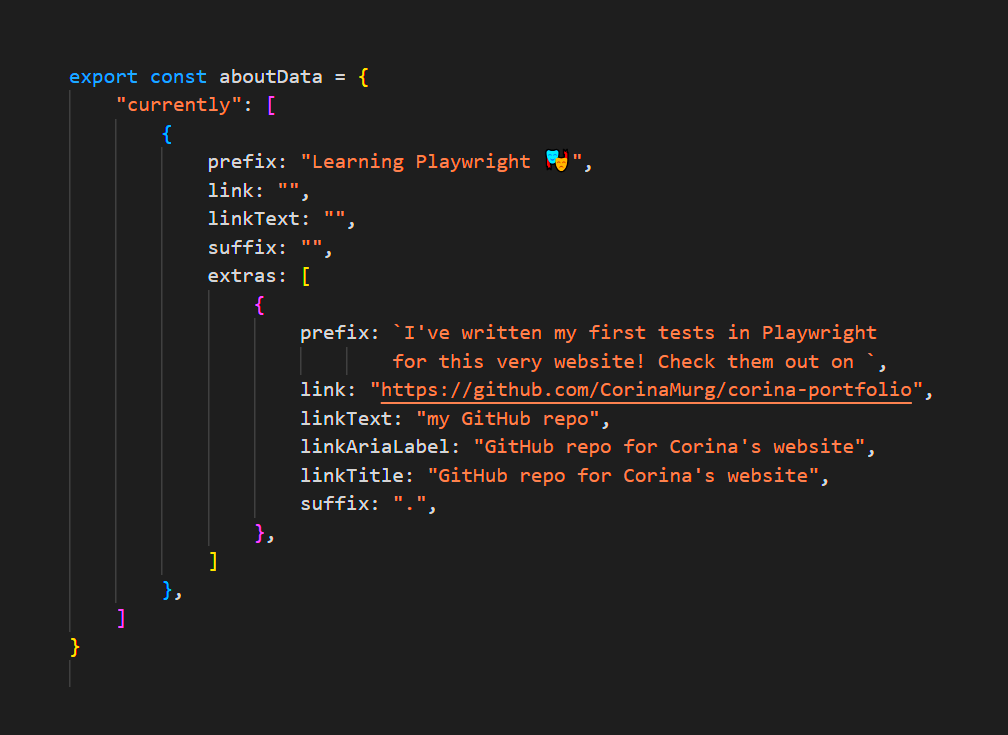 export const aboutData = {
    "currently": [
        {
            prefix: "Learning Playwright 🎭",
            link: "",
            linkText: "",
            suffix: "",
            extras: [
                {
                    prefix: `I've written my first tests in Playwright
                            for this very website! Check them out on `,
                    link: "https://github.com/CorinaMurg/corina-portfolio",
                    linkText: "my GitHub repo",
                    linkAriaLabel: "GitHub repo for Corina's website",
                    linkTitle: "GitHub repo for Corina's website",
                    suffix: ".",
                },
            ]
        },
    ]
}